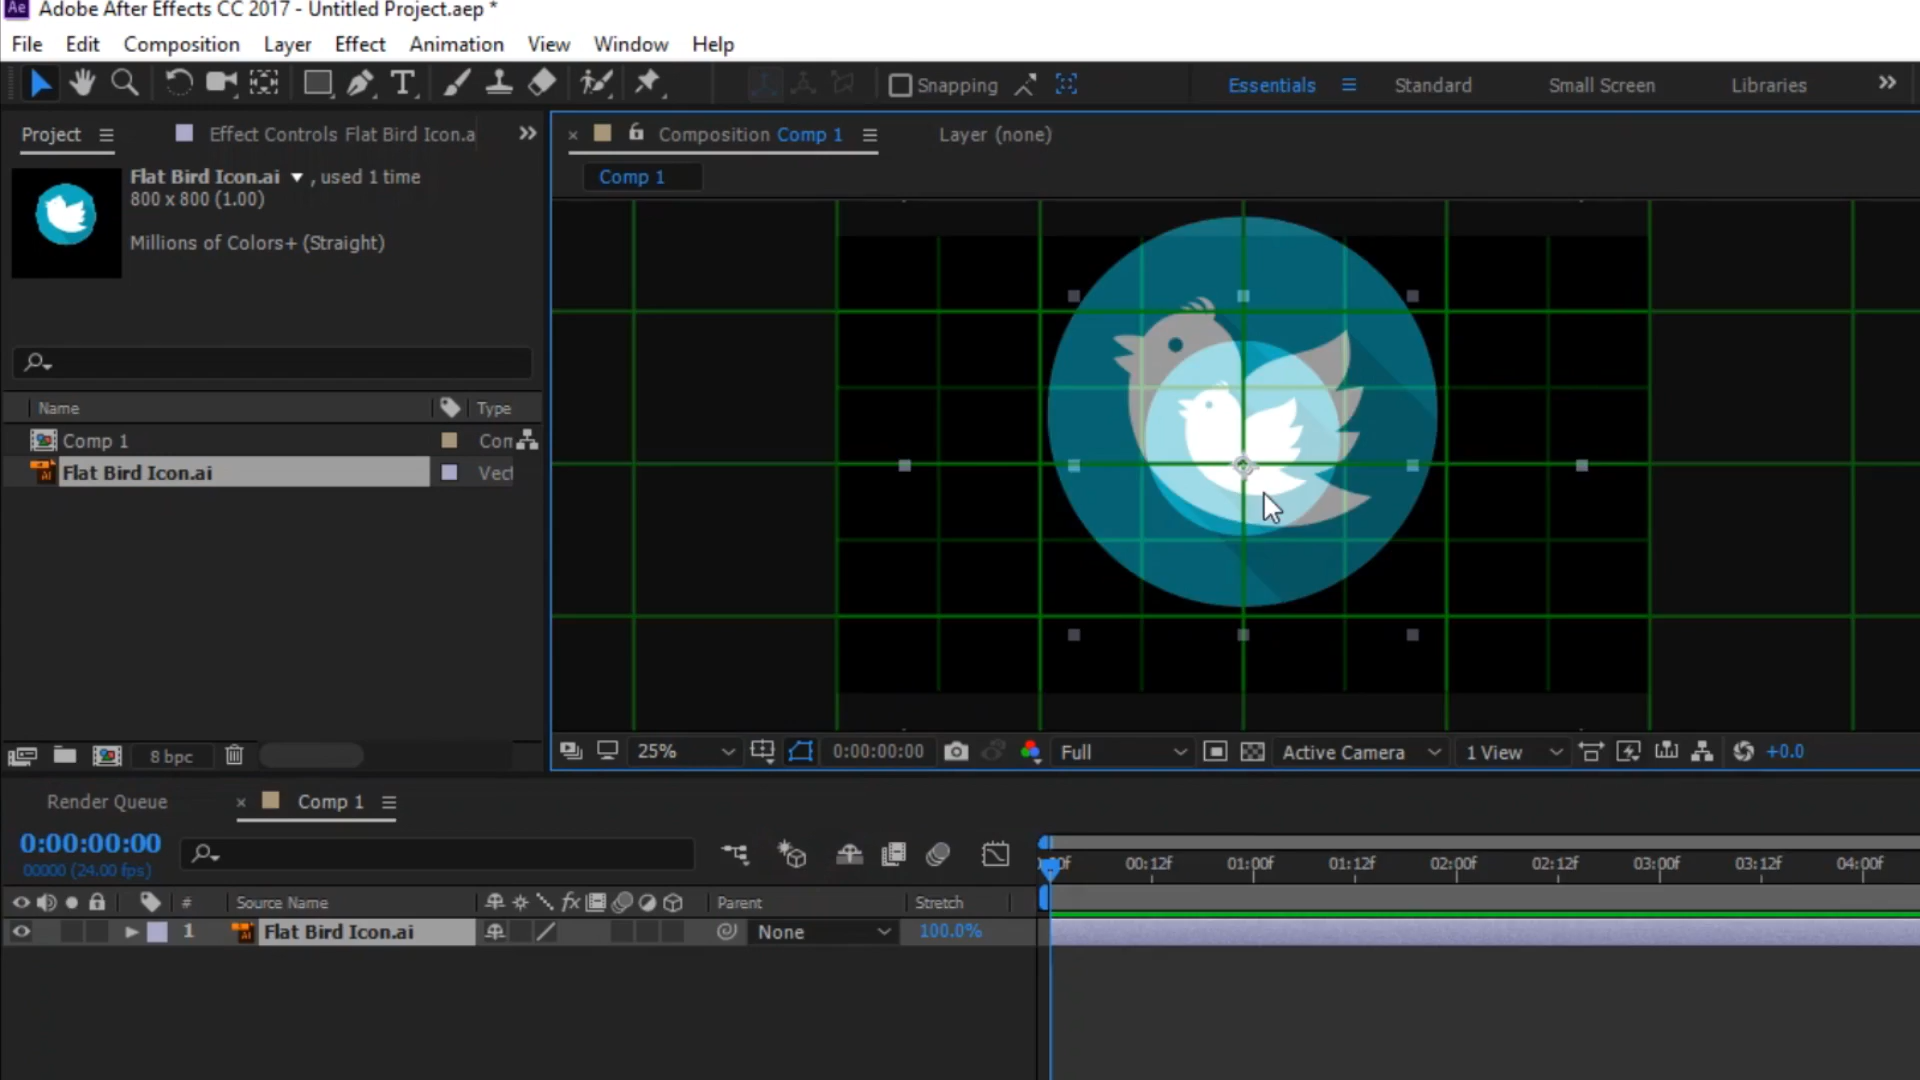 Ae Adobe After Effects CC 2017 - Untitled Project.aep *
File Edit Composition Layer Effect Animation View Window Help
T Snapping Essentials Standard Small Screen Libraries
Project Effect Controls Flat Bird Icon.a
Composition Comp 1 Layer (none)
Flat Bird Icon.ai , used 1 time
800 x 800 (1.00)
Millions of Colors+ (Straight)
Comp 1
Name Type
Comp 1 Con
Flat Bird Icon.ai Vect
8 bpc
25% 0:00:00:00 Full Active Camera 1 View +0.0
Render Queue Comp 1
0:00:00:00
00000 (24.00 fps)
00f 00:12f 01:00f 01:12f 02:00f 02:12f 03:00f 03:12f 04:00f
# Source Name fx Parent Stretch
1 Flat Bird Icon.ai None 100.0%